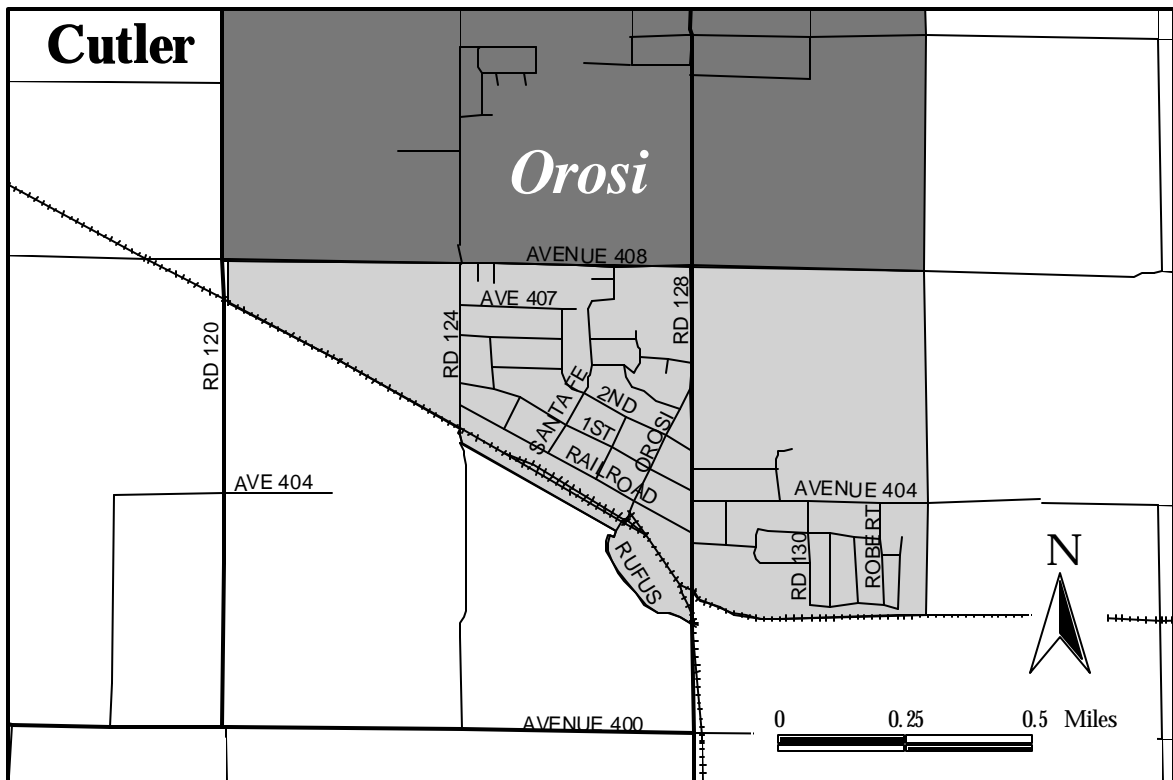 Cutler
Orosi
AVENUE 408
AVE 407
RD 128
RD 124
RD 120
SANTA FE
2ND
1ST
OROSI
RAILROAD
AVE 404
AVENUE 404
RUFUS
RD 130
ROBERT
N
AVENUE 400
0 0.25 0.5 Miles